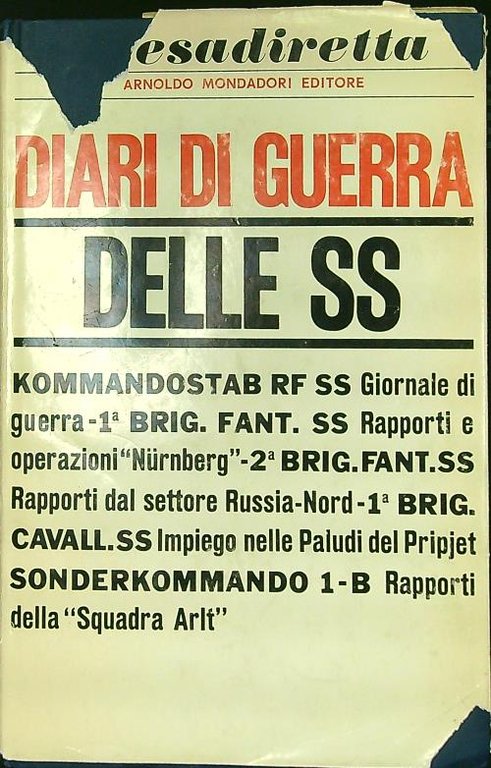 esadiretta
ARNOLDO MONDADORI EDITORE
DIARI DI GUERRA
DELLE SS
KOMMANDOSTAB RF SS Giornale di
guerra-1ª BRIG. FANT. SS Rapporti e
operazioni "Nürnberg"-2ª BRIG.FANT.SS
Rapporti dal settore Russia-Nord-1ª BRIG.
CAVALL.SS Impiego nelle Paludi del Pripjet
SONDERKOMMANDO 1-B Rapporti
della "Squadra Arlt"